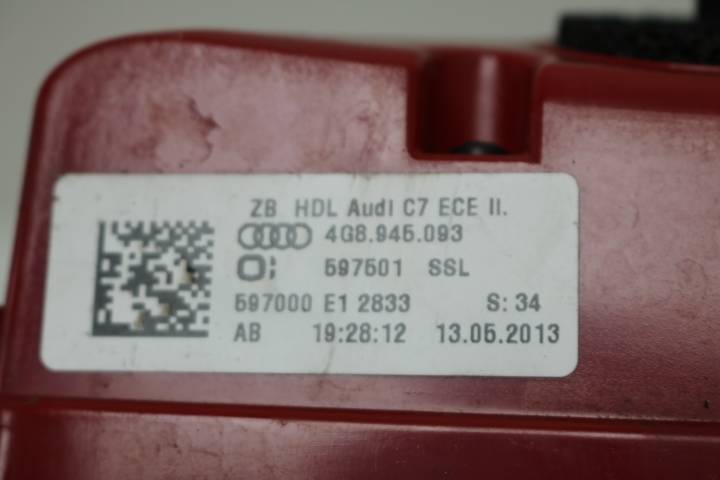 ZB HDL Audi C7 ECE II.
4G8.945.093
597501 SSL
597000 E1 2833 S: 34
AB 19:28:12 13.05.2013